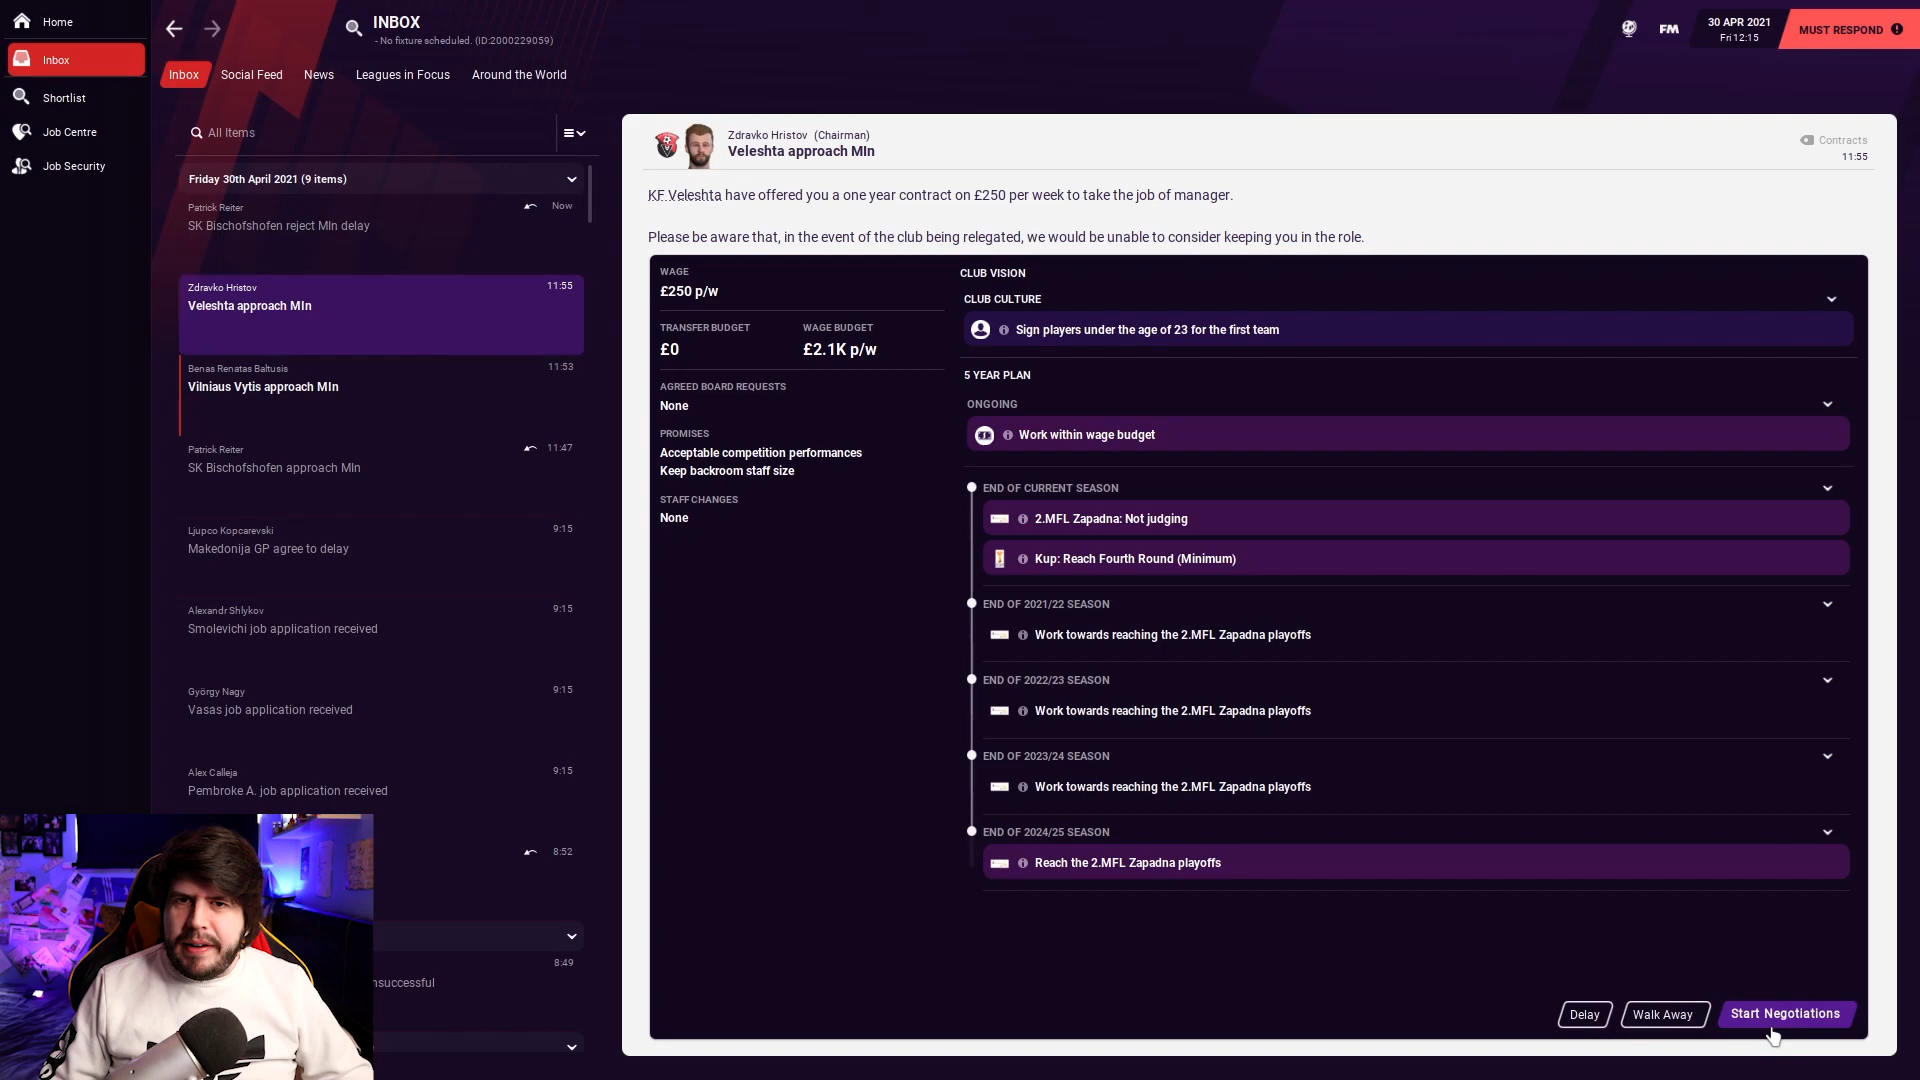 Home
Inbox
Shortlist
Job Centre
Job Security
INBOX
- No fixture scheduled. (ID:2000229059)
FM
30 APR 2021
Fri 12:15
MUST RESPOND
Inbox
Social Feed
News
Leagues in Focus
Around the World
All Items
Friday 30th April 2021 (9 items)
Patrick Reiter
Now
SK Bischofshofen reject MIn delay
Zdravko Hristov
11:55
Veleshta approach MIn
Benas Renatas Baltusis
11:53
Vilniaus Vytis approach MIn
Patrick Reiter
11:47
SK Bischofshofen approach MIn
Ljupco Kopcarevski
9:15
Makedonija GP agree to delay
Alexandr Shlykov
9:15
Smolevichi job application received
György Nagy
9:15
Vasas job application received
Alex Calleja
9:15
Pembroke A. job application received
8:52
8:49
nsuccessful
Zdravko Hristov (Chairman)
Veleshta approach MIn
Contracts
11:55
KF Veleshta have offered you a one year contract on £250 per week to take the job of manager.
Please be aware that, in the event of the club being relegated, we would be unable to consider keeping you in the role.
WAGE
£250 p/w
TRANSFER BUDGET
WAGE BUDGET
£0
£2.1K p/w
AGREED BOARD REQUESTS
None
PROMISES
Acceptable competition performances
Keep backroom staff size
STAFF CHANGES
None
CLUB VISION
CLUB CULTURE
Sign players under the age of 23 for the first team
5 YEAR PLAN
ONGOING
Work within wage budget
END OF CURRENT SEASON
2.MFL Zapadna: Not judging
Kup: Reach Fourth Round (Minimum)
END OF 2021/22 SEASON
Work towards reaching the 2.MFL Zapadna playoffs
END OF 2022/23 SEASON
Work towards reaching the 2.MFL Zapadna playoffs
END OF 2023/24 SEASON
Work towards reaching the 2.MFL Zapadna playoffs
END OF 2024/25 SEASON
Reach the 2.MFL Zapadna playoffs
Delay
Walk Away
Start Negotiations